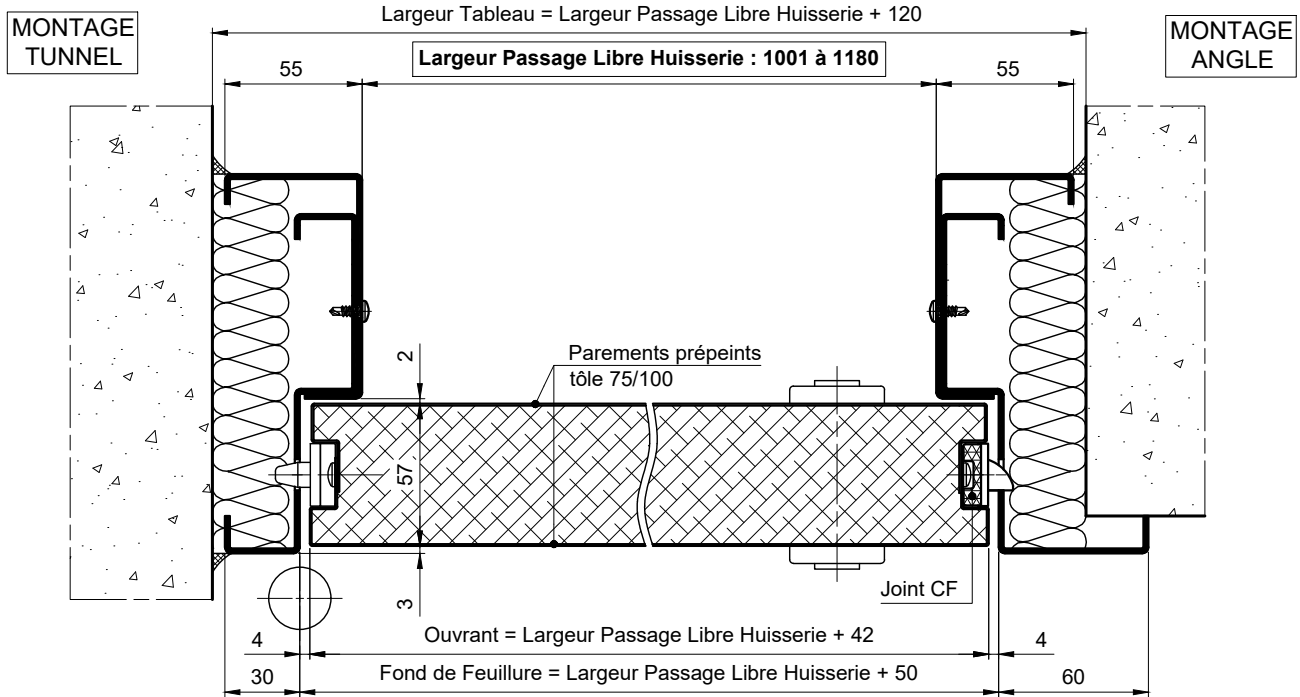 Largeur Tableau = Largeur Passage Libre Huisserie + 120
MONTAGE
TUNNEL
MONTAGE
ANGLE
Largeur Passage Libre Huisserie : 1001 à 1180
55
55
2
Parements prépeints
tôle 75/100
57
3
Joint CF
4
Ouvrant = Largeur Passage Libre Huisserie + 42
4
30
Fond de Feuillure = Largeur Passage Libre Huisserie + 50
60